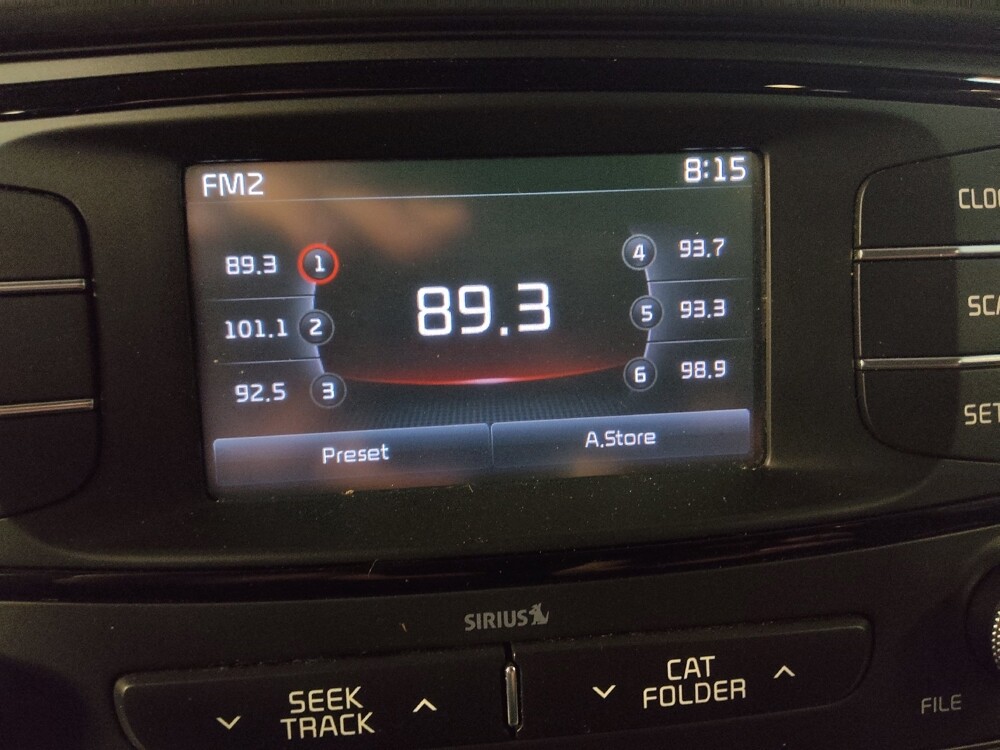 FM2 8:15
89.3 1
101.1 2
92.5 3
89.3
4 93.7
5 93.3
6 98.9
Preset A.Store
SIRIUS
SEEK
TRACK
CAT
FOLDER
FILE